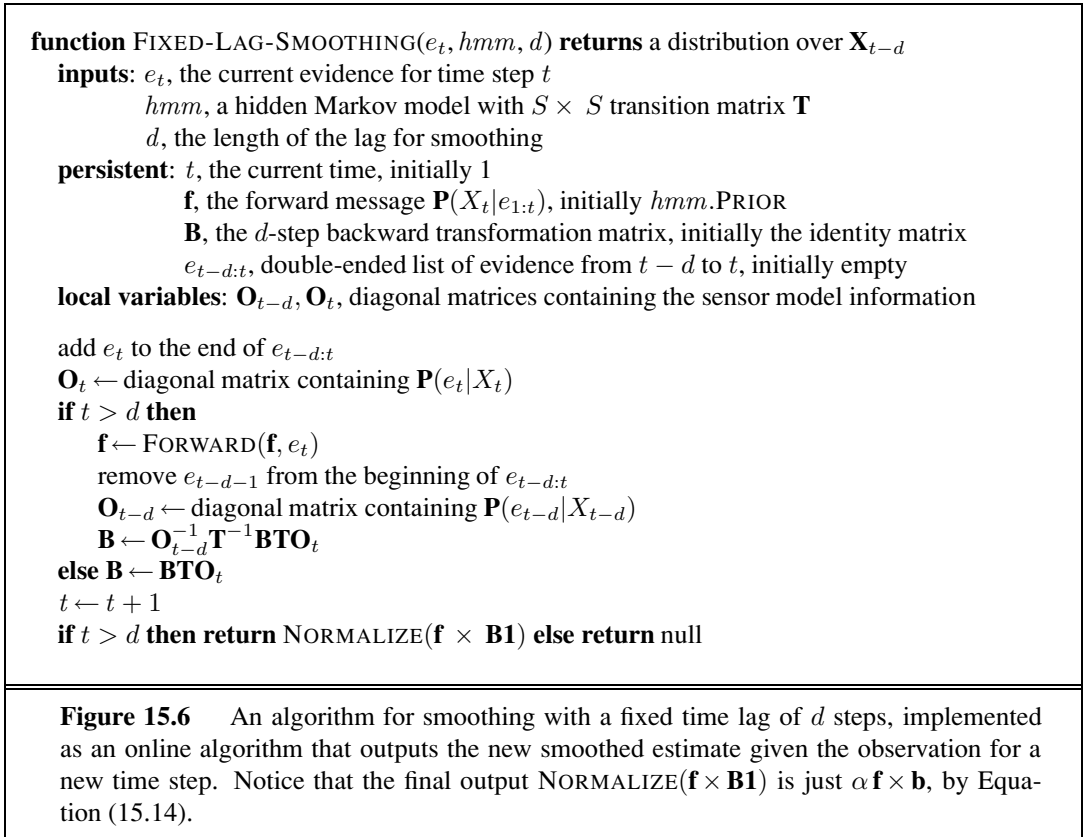 function FIXED-LAG-SMOOTHING(e_t, hmm, d) returns a distribution over X_{t−d}
inputs: e_t, the current evidence for time step t
hmm, a hidden Markov model with S × S transition matrix T
d, the length of the lag for smoothing
persistent: t, the current time, initially 1
f, the forward message P(X_t|e_{1:t}), initially hmm.PRIOR
B, the d-step backward transformation matrix, initially the identity matrix
e_{t−d:t}, double-ended list of evidence from t − d to t, initially empty
local variables: O_{t−d}, O_t, diagonal matrices containing the sensor model information
add e_t to the end of e_{t−d:t}
O_t ← diagonal matrix containing P(e_t|X_t)
if t > d then
f ← FORWARD(f, e_t)
remove e_{t−d−1} from the beginning of e_{t−d:t}
O_{t−d} ← diagonal matrix containing P(e_{t−d}|X_{t−d})
B ← O_{t−d}^{−1}T^{−1}BTO_t
else B ← BTO_t
t ← t + 1
if t > d then return NORMALIZE(f × B1) else return null
Figure 15.6 An algorithm for smoothing with a fixed time lag of d steps, implemented
as an online algorithm that outputs the new smoothed estimate given the observation for a
new time step. Notice that the final output NORMALIZE(f × B1) is just α f × b, by Equa-
tion (15.14).